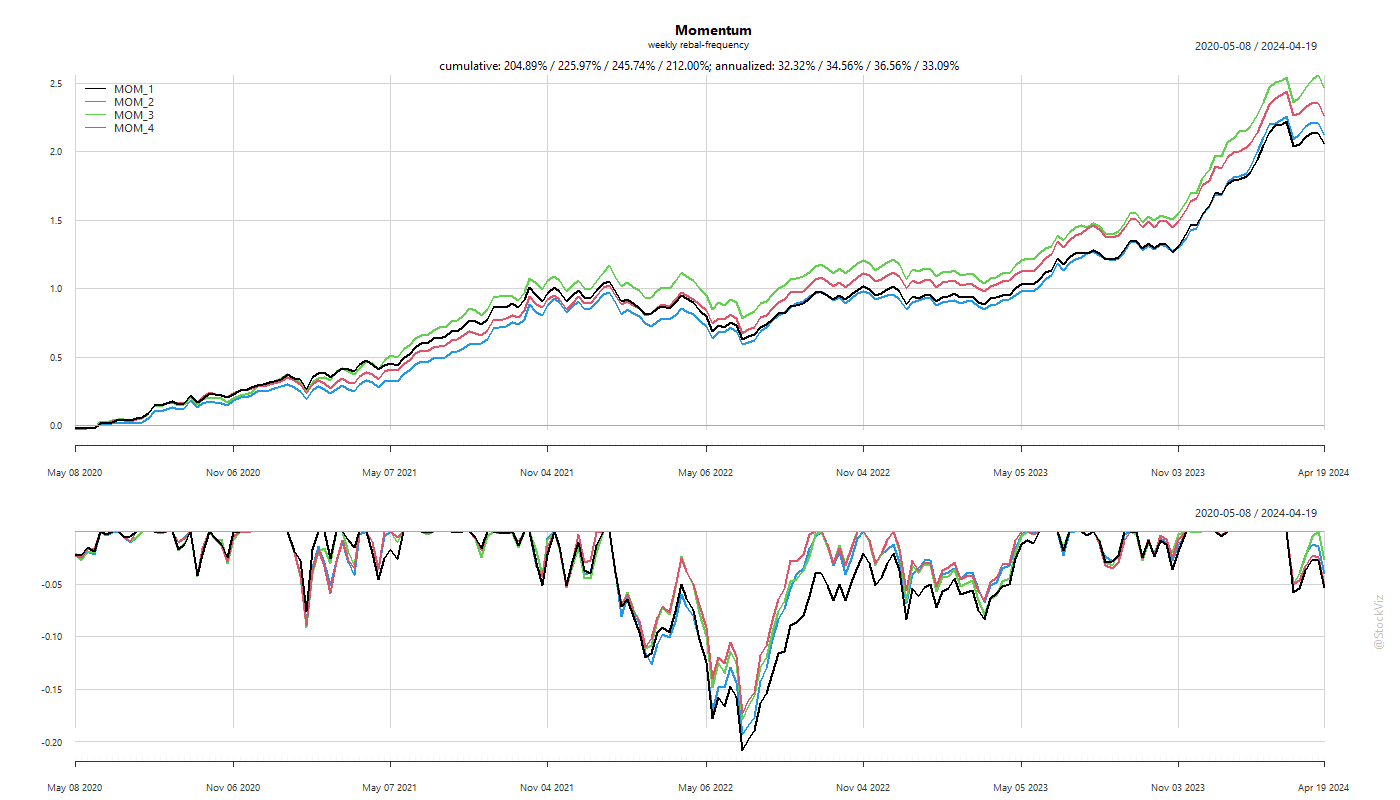 Momentum
weekly rebal-frequency
2020-05-08 / 2024-04-19
cumulative: 204.89% / 225.97% / 245.74% / 212.00%; annualized: 32.32% / 34.56% / 36.56% / 33.09%
2.5
MOM_1
MOM_2
MOM_3
MOM_4
2.0
1.5
1.0
0.5
0.0
May 08 2020 Nov 06 2020 May 07 2021 Nov 04 2021 May 06 2022 Nov 04 2022 May 05 2023 Nov 03 2023 Apr 19 2024
2020-05-08 / 2024-04-19
-0.05
-0.10
-0.15
-0.20
May 08 2020 Nov 06 2020 May 07 2021 Nov 04 2021 May 06 2022 Nov 04 2022 May 05 2023 Nov 03 2023 Apr 19 2024
@StockViz